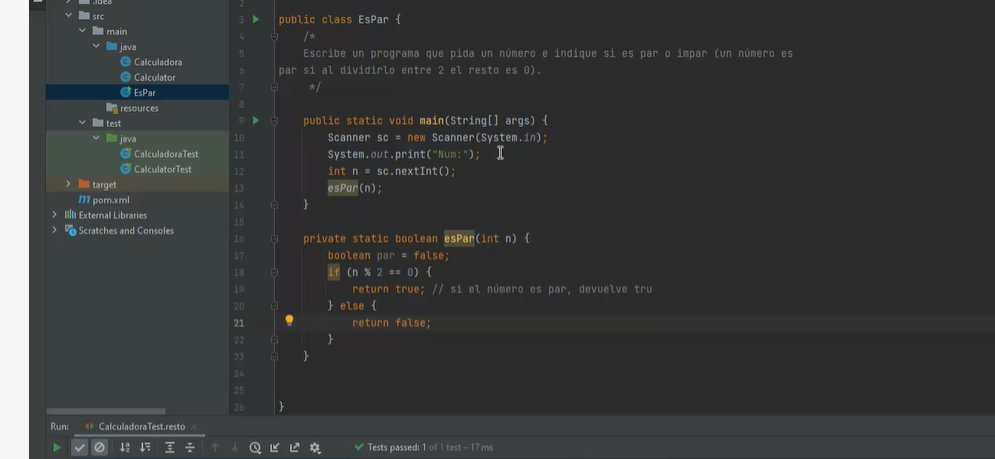 .idea
src
main
java
Calculadora
Calculator
EsPar
resources
test
java
CalculadoraTest
CalculatorTest
target
pom.xml
External Libraries
Scratches and Consoles
2
3 public class EsPar {
4 /*
5 Escribe un programa que pida un número e indique si es par o impar (un número es
6 par si al dividirlo entre 2 el resto es 0).
7 */
8
9 public static void main(String[] args) {
10 Scanner sc = new Scanner(System.in);
11 System.out.print("Num:");
12 int n = sc.nextInt();
13 esPar(n);
14 }
15
16 private static boolean esPar(int n) {
17 boolean par = false;
18 if (n % 2 == 0) {
19 return true; // si el número es par, devuelve tru
20 } else {
21 return false;
22 }
23 }
24
25
26 }
Run: CalculadoraTest.resto ×
Tests passed: 1 of 1 test – 17 ms